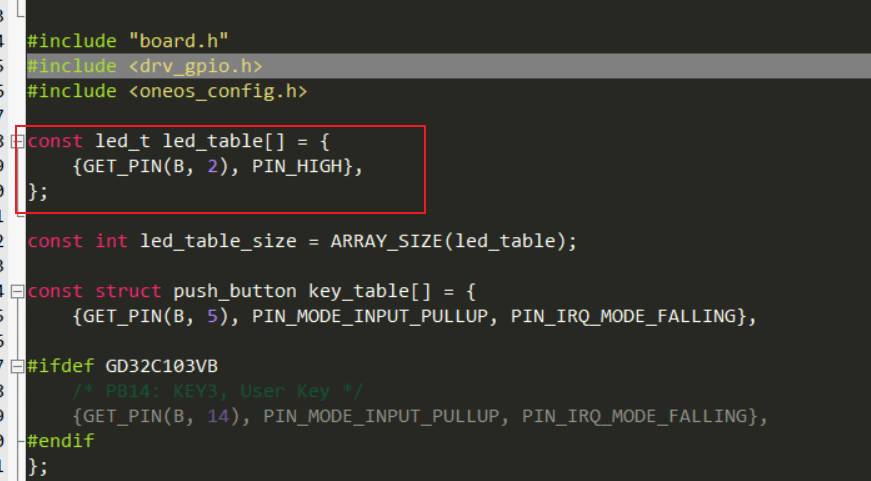 3
4 #include "board.h"
5 #include <drv_gpio.h>
6 #include <oneos_config.h>
7
8 const led_t led_table[] = {
9     {GET_PIN(B, 2), PIN_HIGH},
0 };
1
2 const int led_table_size = ARRAY_SIZE(led_table);
3
4 const struct push_button key_table[] = {
5     {GET_PIN(B, 5), PIN_MODE_INPUT_PULLUP, PIN_IRQ_MODE_FALLING},
6
7 #ifdef GD32C103VB
8     /* PB14: KEY3, User Key */
9     {GET_PIN(B, 14), PIN_MODE_INPUT_PULLUP, PIN_IRQ_MODE_FALLING},
0 #endif
1 };